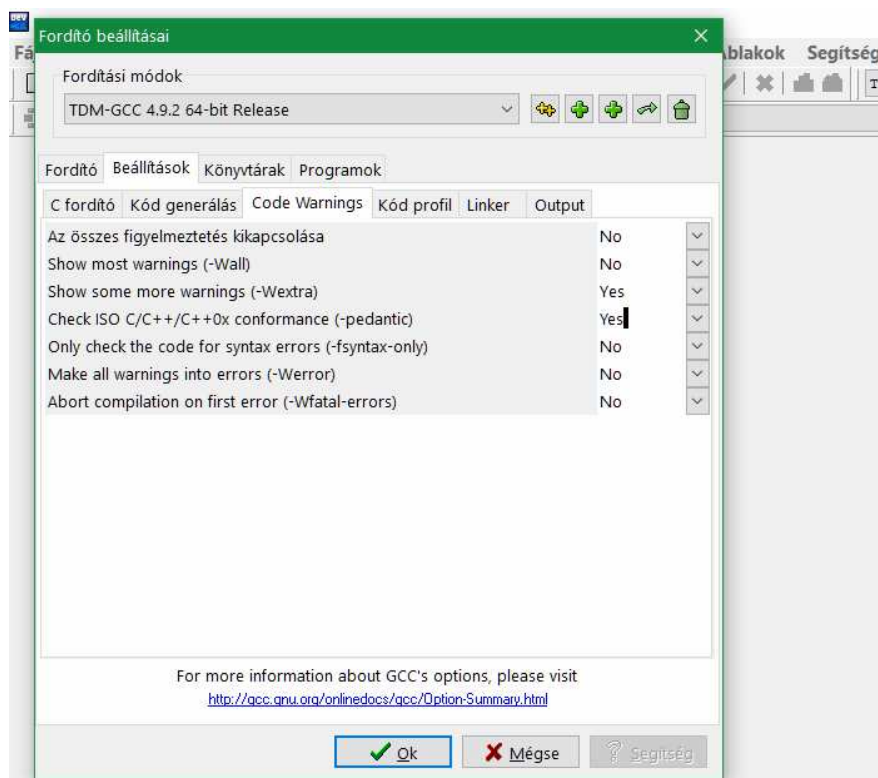 DEV
Fordító beállításai
Fá
blakok Segítség
Fordítási módok
TDM-GCC 4.9.2 64-bit Release
T
Fordító Beállítások Könyvtárak Programok
C fordító Kód generálás Code Warnings Kód profil Linker Output
Az összes figyelmeztetés kikapcsolása No
Show most warnings (-Wall) No
Show some more warnings (-Wextra) Yes
Check ISO C/C++/C++0x conformance (-pedantic) Yes
Only check the code for syntax errors (-fsyntax-only) No
Make all warnings into errors (-Werror) No
Abort compilation on first error (-Wfatal-errors) No
For more information about GCC's options, please visit
http://gcc.gnu.org/onlinedocs/gcc/Option-Summary.html
Ok Mégse Segítség